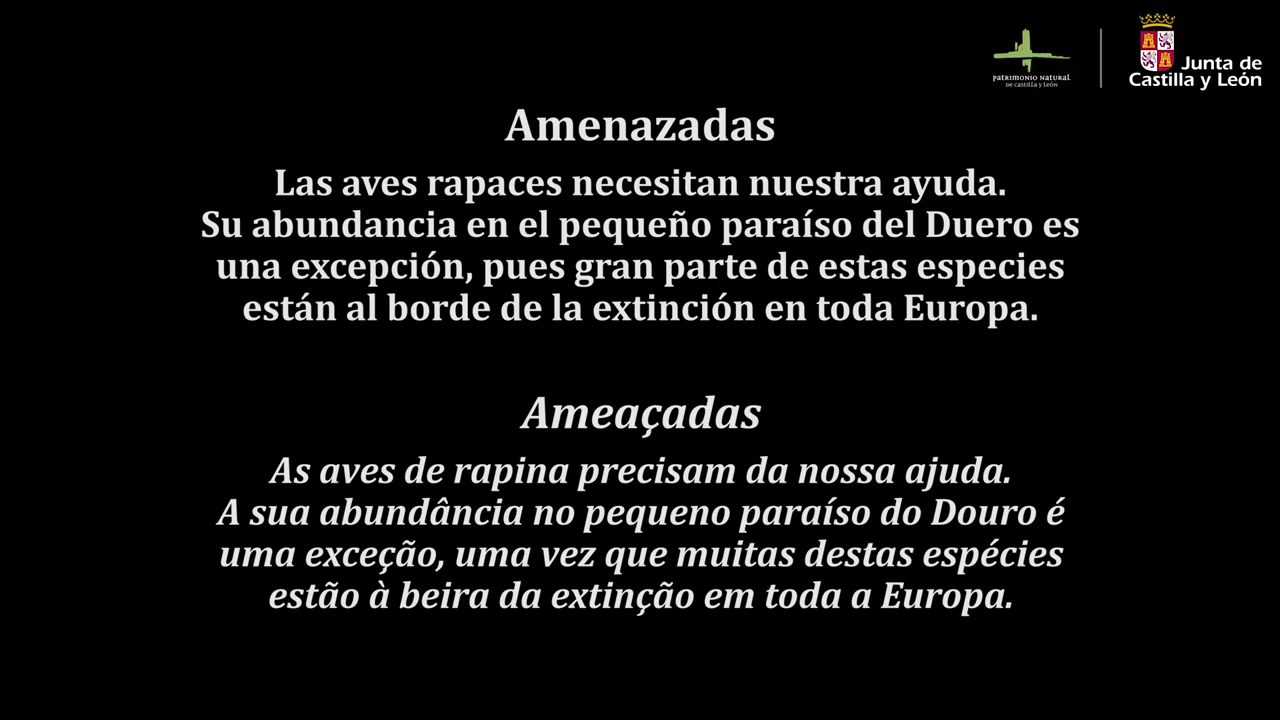 PATRIMONIO NATURAL
DE CASTILLA Y LEÓN
Junta de
Castilla y León
Amenazadas
Las aves rapaces necesitan nuestra ayuda.
Su abundancia en el pequeño paraíso del Duero es
una excepción, pues gran parte de estas especies
están al borde de la extinción en toda Europa.
Ameaçadas
As aves de rapina precisam da nossa ajuda.
A sua abundância no pequeno paraíso do Douro é
uma exceção, uma vez que muitas destas espécies
estão à beira da extinção em toda a Europa.